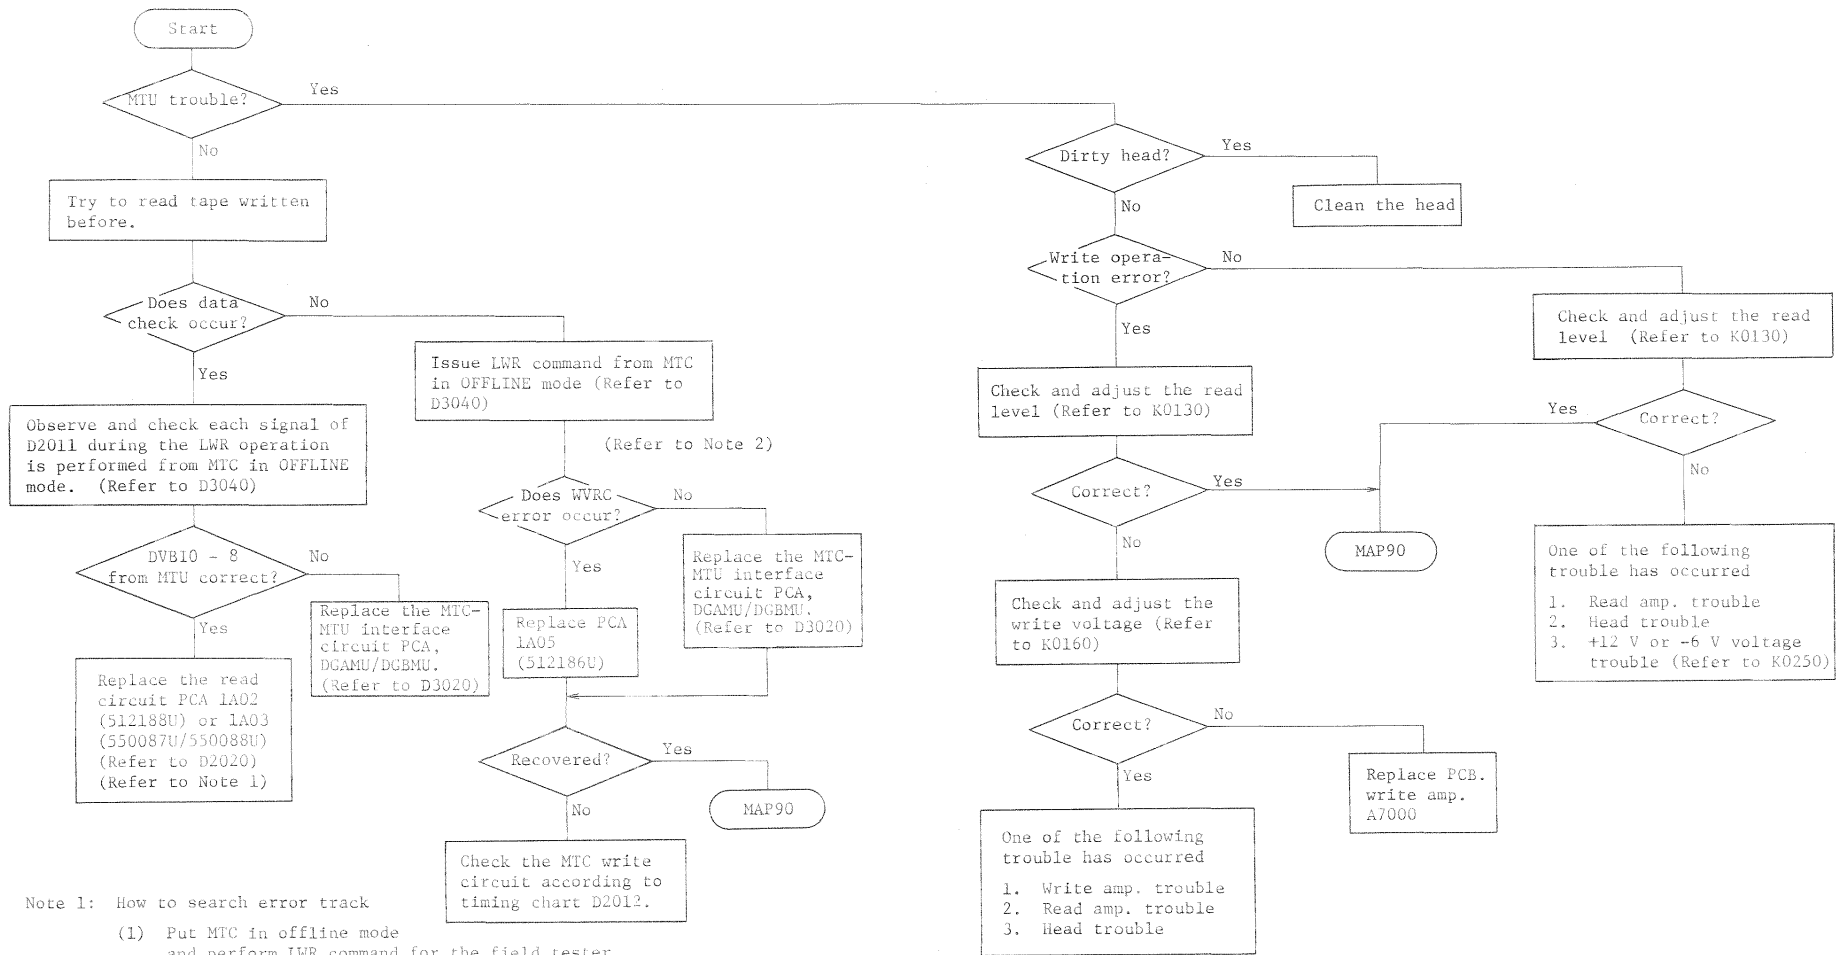 Start
MTU trouble?
Yes
No
Try to read tape written
before.
Does data
check occur?
No
Yes
Observe and check each signal of
D2011 during the LWR operation
is performed from MTC in OFFLINE
mode. (Refer to D3040)
DVBI0 - 8
from MTU correct?
No
Yes
Replace the MTC-
MTU interface
circuit PCA,
DGAMU/DGBMU.
(Refer to D3020)
Replace the read
circuit PCA 1A02
(512188U) or 1A03
(550087U/550088U)
(Refer to D2020)
(Refer to Note 1)
Issue LWR command from MTC
in OFFLINE mode (Refer to
D3040)
(Refer to Note 2)
Does WVRC
error occur?
No
Yes
Replace PCA
1A05
(512186U)
Replace the MTC-
MTU interface
circuit PCA,
DGAMU/DGBMU.
(Refer to D3020)
Recovered?
Yes
No
MAP90
Check the MTC write
circuit according to
timing chart D2012.
Dirty head?
Yes
No
Clean the head
Write opera-
tion error?
No
Yes
Check and adjust the read
level (Refer to K0130)
Correct?
Yes
No
MAP90
Check and adjust the
write voltage (Refer
to K0160)
Correct?
No
Yes
Replace PCB.
write amp.
A7000
One of the following
trouble has occurred
1. Write amp. trouble
2. Read amp. trouble
3. Head trouble
Check and adjust the read
level (Refer to K0130)
Correct?
Yes
No
One of the following
trouble has occurred
1. Read amp. trouble
2. Head trouble
3. +12 V or -6 V voltage
trouble (Refer to K0250)
Note 1: How to search error track
(1) Put MTC in offline mode
and perform LWR command for the field tester